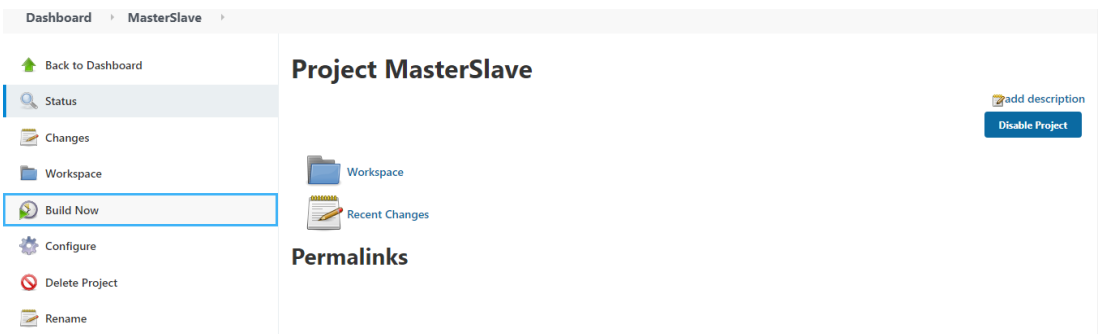 Dashboard MasterSlave
Back to Dashboard
Status
Changes
Workspace
Build Now
Configure
Delete Project
Rename
Project MasterSlave
add description
Disable Project
Workspace
Recent Changes
Permalinks